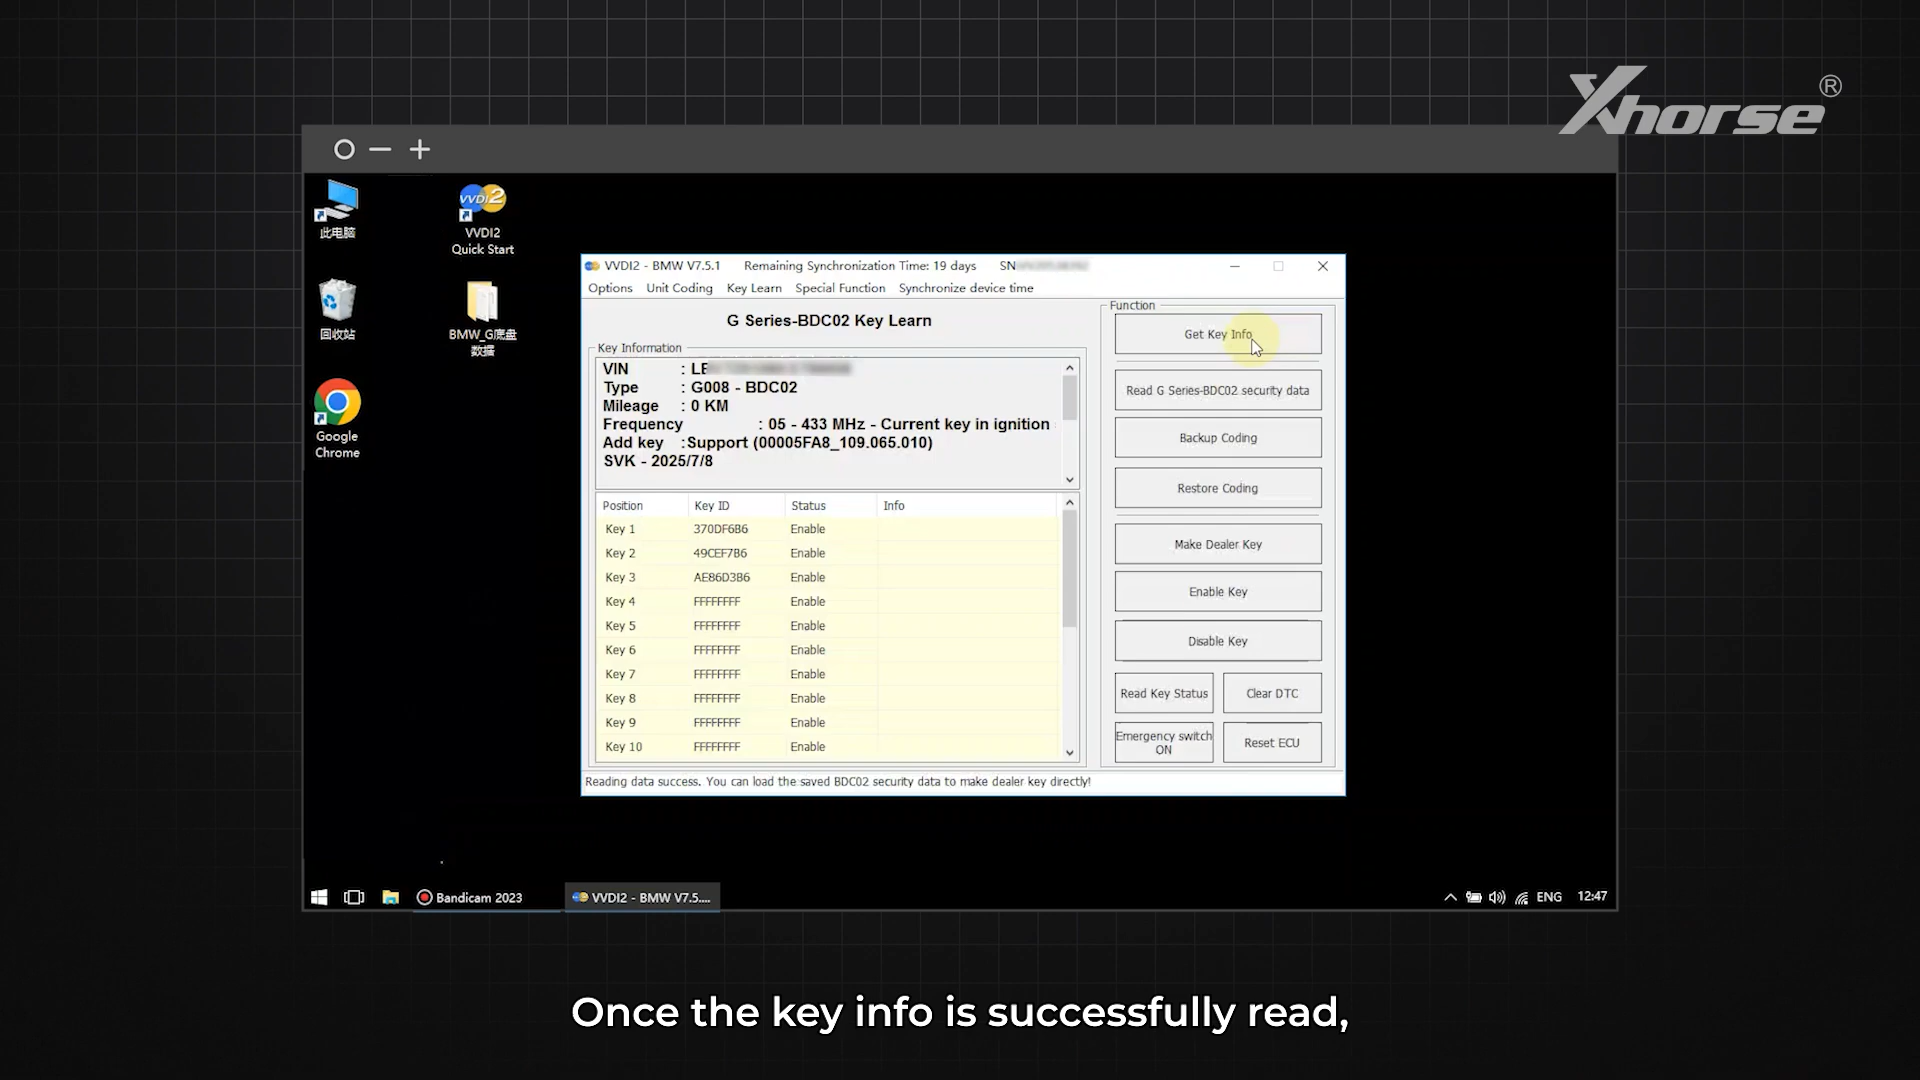 Xhorse®
此电脑
VVDI2
VVDI2
Quick Start
回收站
BMW_G底盘
数据
Google
Chrome
VVDI2 - BMW V7.5.1 Remaining Synchronization Time: 19 days SN
Options Unit Coding Key Learn Special Function Synchronize device time
G Series-BDC02 Key Learn
Key Information
VIN : LE
Type : G008 - BDC02
Mileage : 0 KM
Frequency : 05 - 433 MHz - Current key in ignition
Add key :Support (00005FA8_109.065.010)
SVK - 2025/7/8
Position Key ID Status Info
Key 1 370DF6B6 Enable
Key 2 49CEF7B6 Enable
Key 3 AE86D3B6 Enable
Key 4 FFFFFFFF Enable
Key 5 FFFFFFFF Enable
Key 6 FFFFFFFF Enable
Key 7 FFFFFFFF Enable
Key 8 FFFFFFFF Enable
Key 9 FFFFFFFF Enable
Key 10 FFFFFFFF Enable
Reading data success. You can load the saved BDC02 security data to make dealer key directly!
Function
Get Key Info
Read G Series-BDC02 security data
Backup Coding
Restore Coding
Make Dealer Key
Enable Key
Disable Key
Read Key Status Clear DTC
Emergency switch
ON
Reset ECU
Bandicam 2023 VVDI2 - BMW V7.5.... ENG 12:47
Once the key info is successfully read,